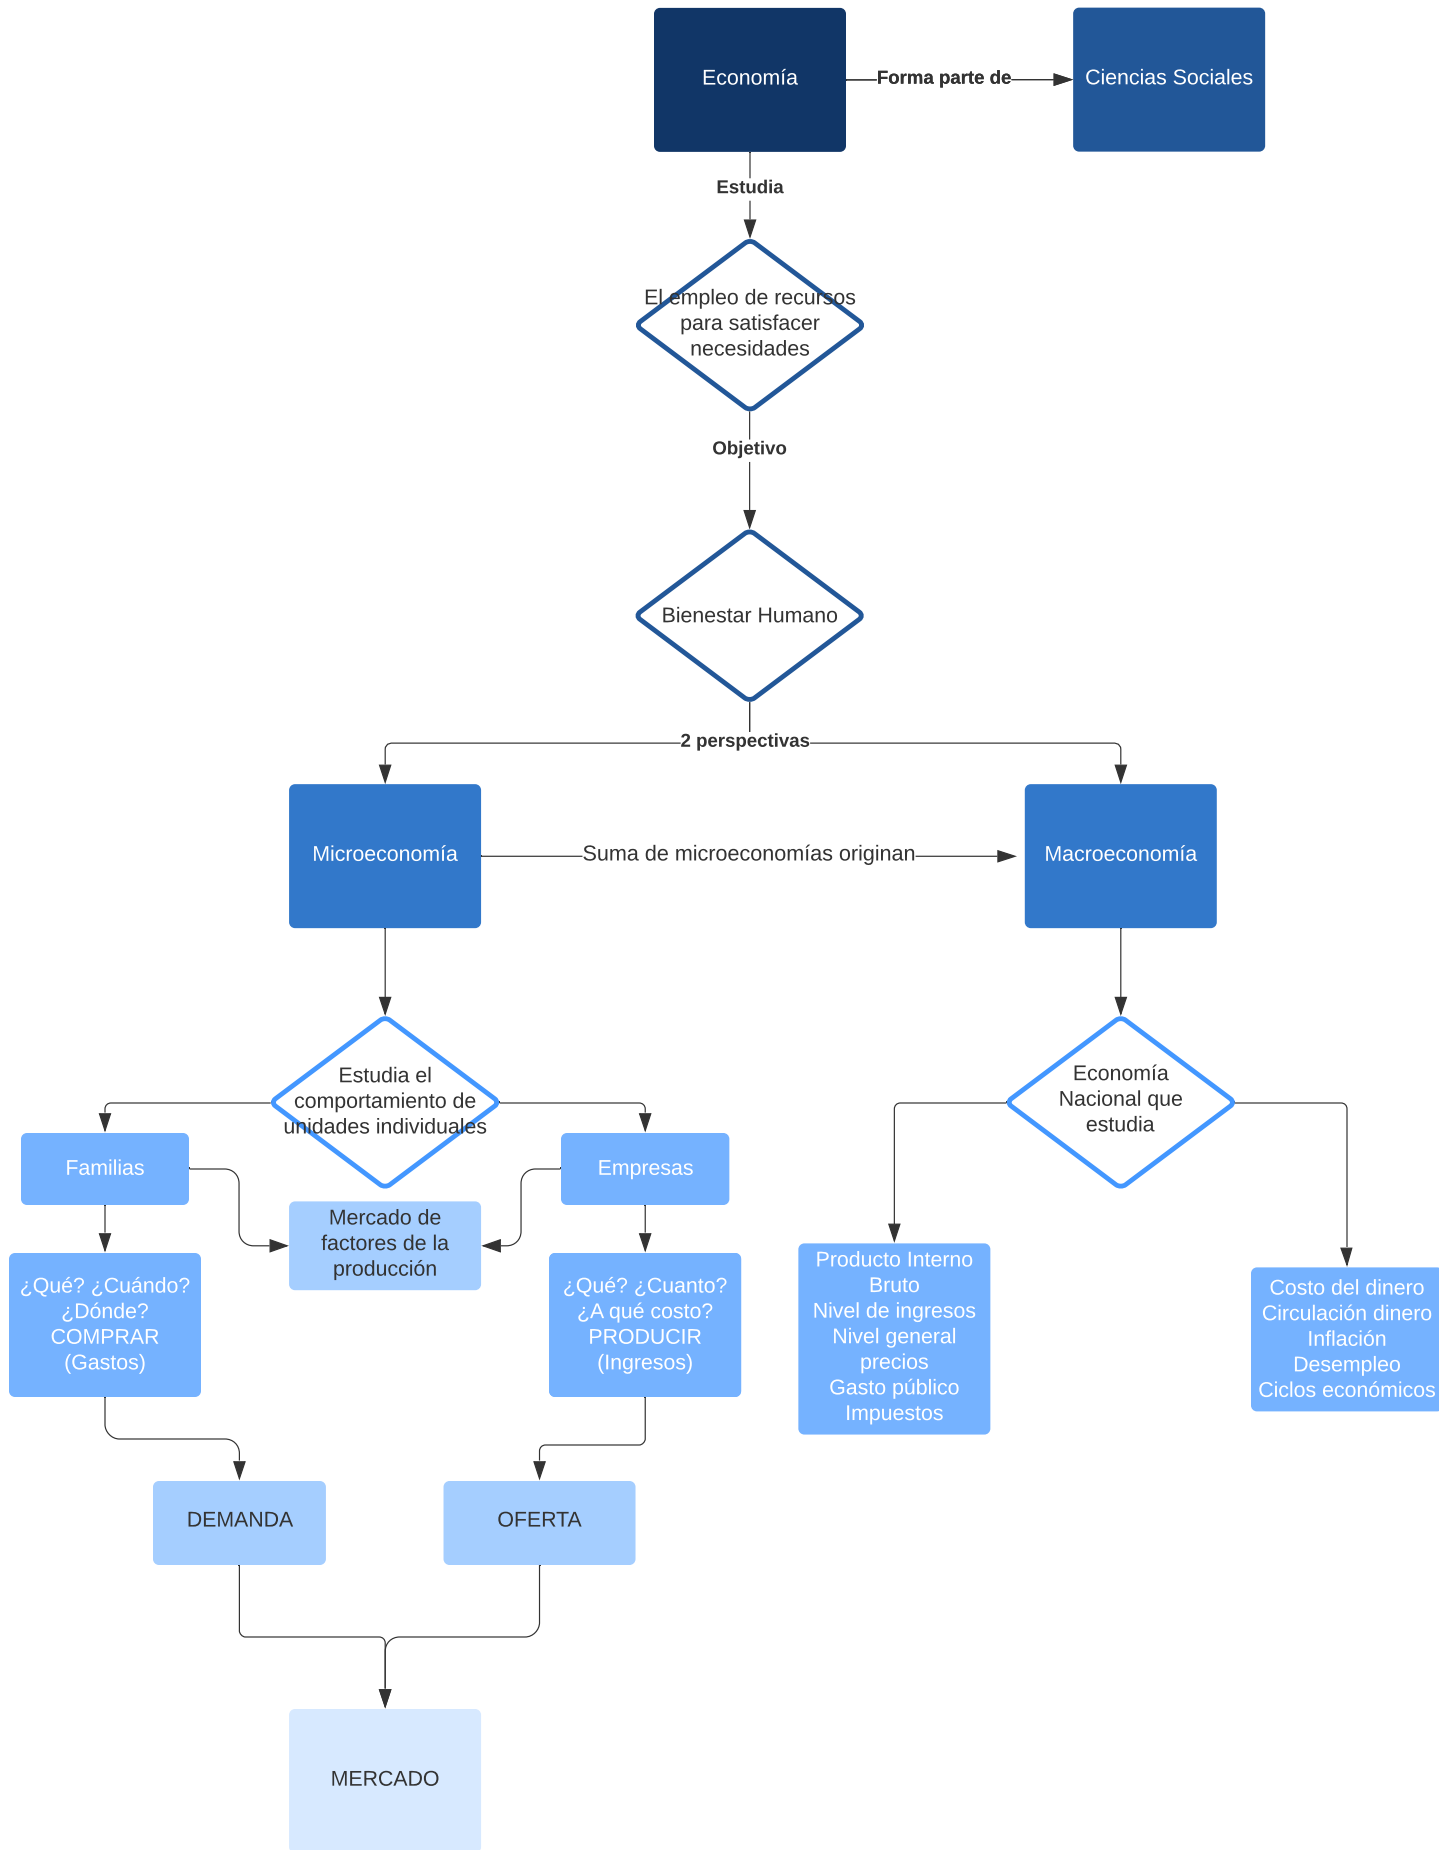 Economía
Forma parte de
Ciencias Sociales
Estudia
El empleo de recursos
para satisfacer
necesidades
Objetivo
Bienestar Humano
2 perspectivas
Microeconomía
Suma de microeconomías originan
Macroeconomía
Estudia el
comportamiento de
unidades individuales
Economía
Nacional que
estudia
Familias
Empresas
Mercado de
factores de la
producción
¿Qué? ¿Cuándo?
¿Dónde?
COMPRAR
(Gastos)
¿Qué? ¿Cuanto?
¿A qué costo?
PRODUCIR
(Ingresos)
Producto Interno
Bruto
Nivel de ingresos
Nivel general
precios
Gasto público
Impuestos
Costo del dinero
Circulación dinero
Inflación
Desempleo
Ciclos económicos
DEMANDA
OFERTA
MERCADO